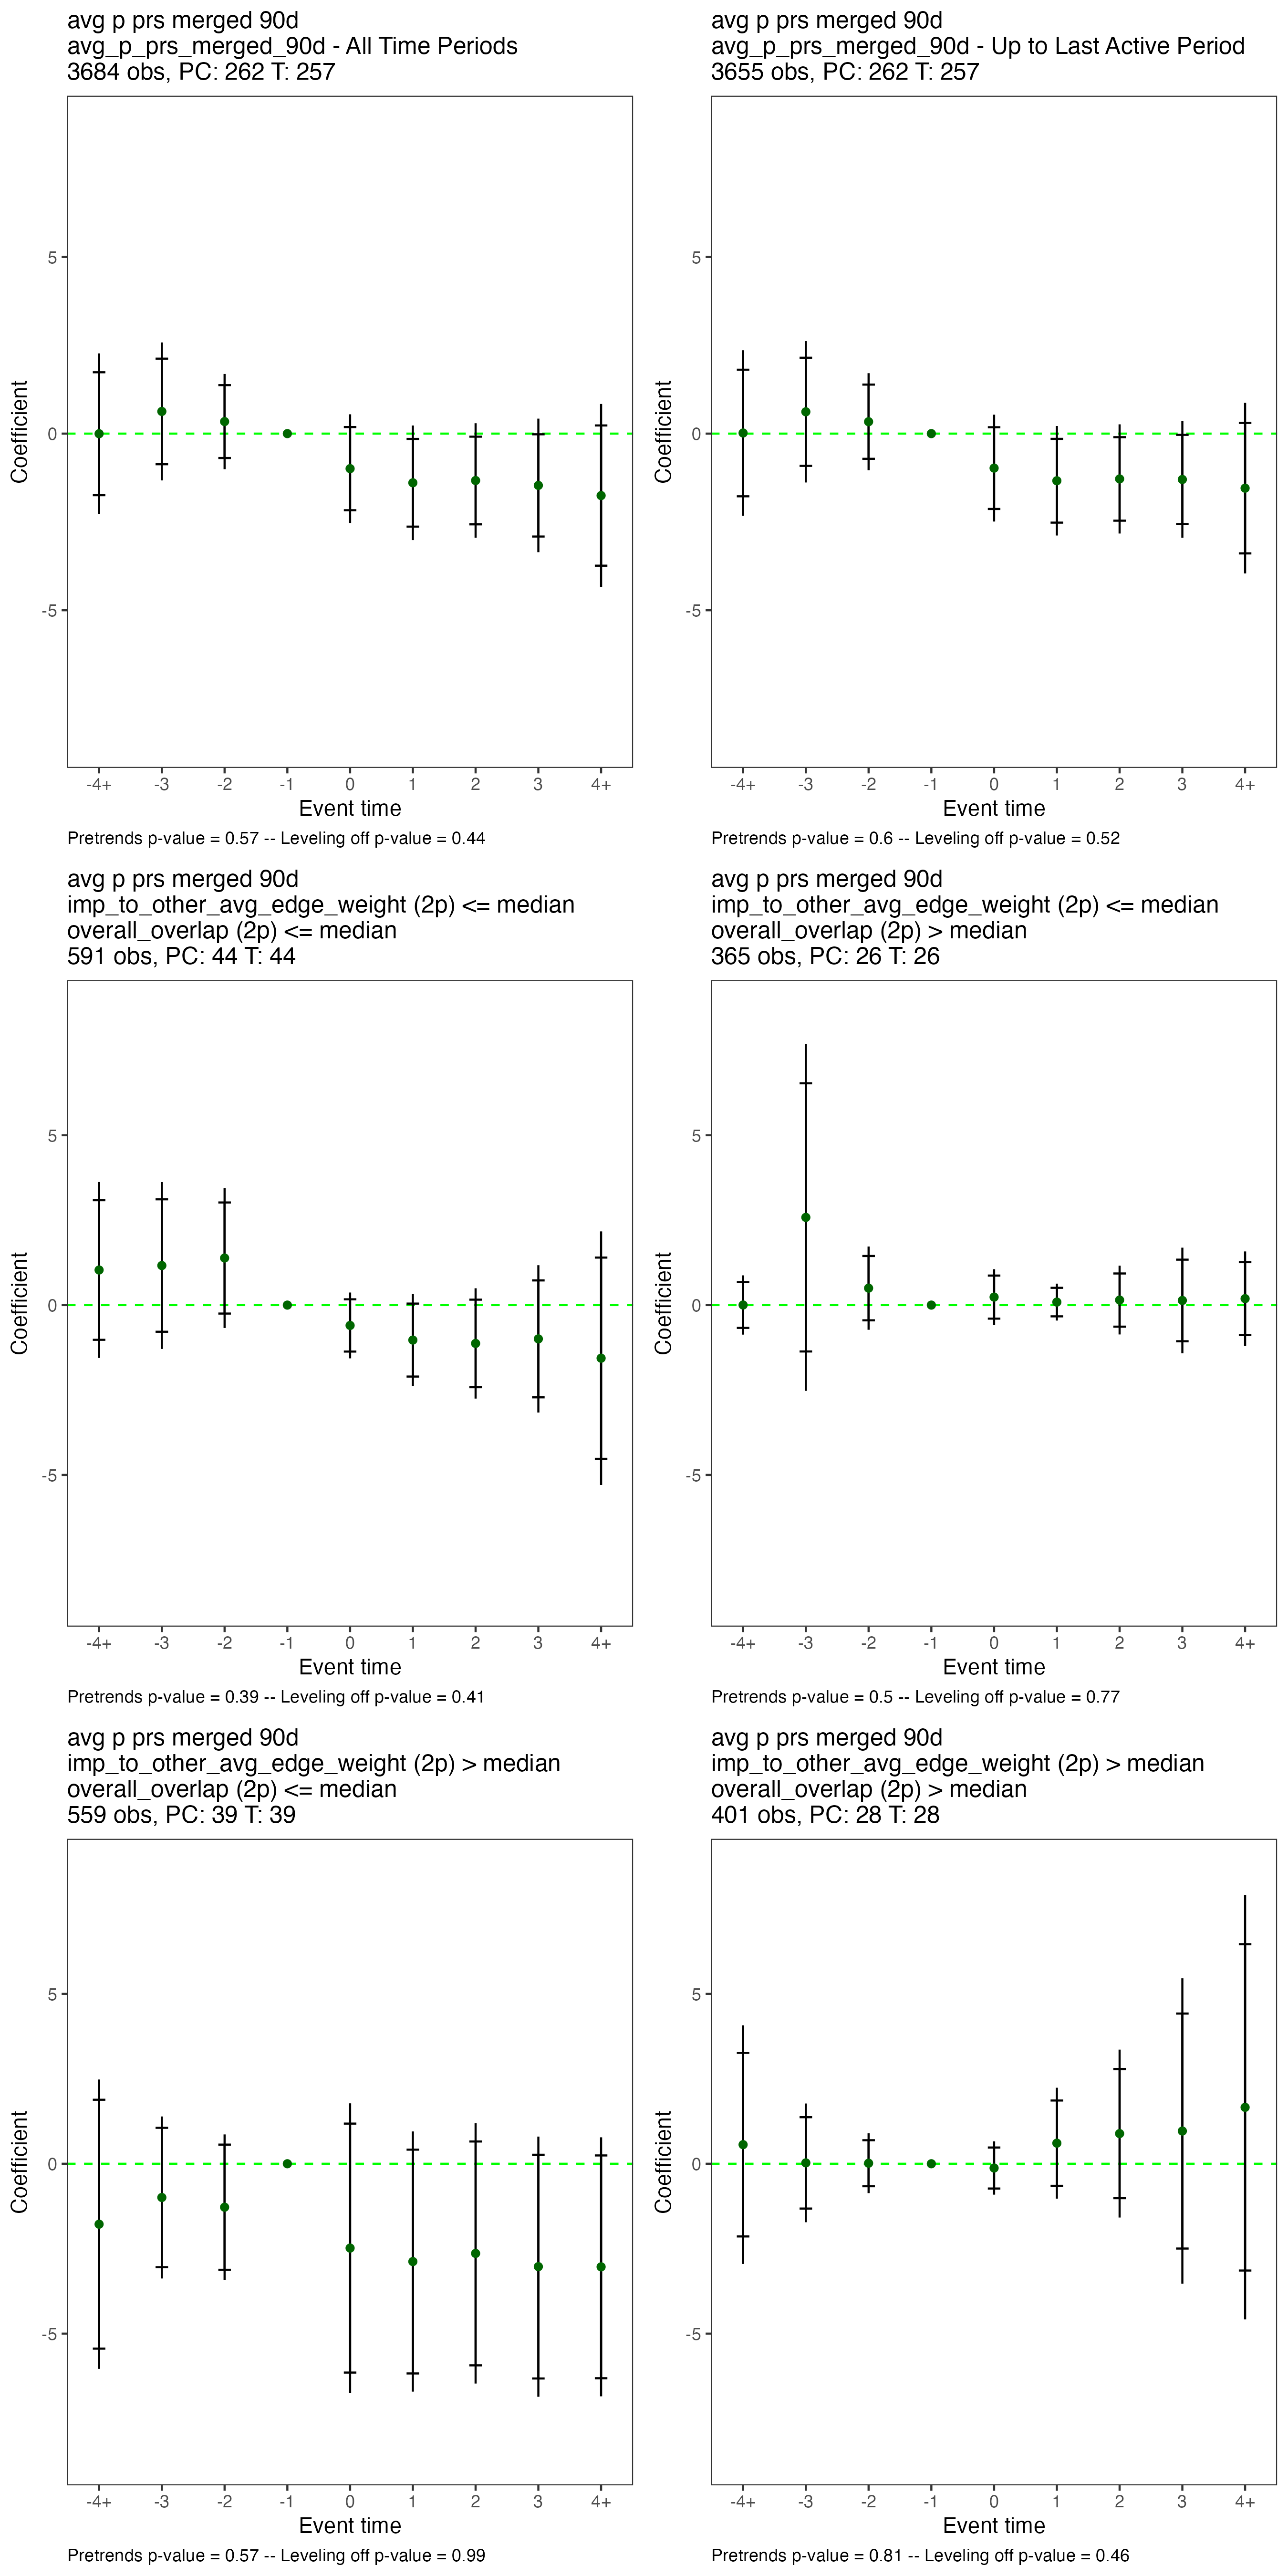 avg p prs merged 90d
avg_p_prs_merged_90d - All Time Periods
3684 obs, PC: 262 T: 257
5
0
-5
Coefficient
-4+ -3 -2 -1 0 1 2 3 4+
Event time
Pretrends p-value = 0.57 -- Leveling off p-value = 0.44
avg p prs merged 90d
avg_p_prs_merged_90d - Up to Last Active Period
3655 obs, PC: 262 T: 257
5
0
-5
Coefficient
-4+ -3 -2 -1 0 1 2 3 4+
Event time
Pretrends p-value = 0.6 -- Leveling off p-value = 0.52
avg p prs merged 90d
imp_to_other_avg_edge_weight (2p) <= median
overall_overlap (2p) <= median
591 obs, PC: 44 T: 44
5
0
-5
Coefficient
-4+ -3 -2 -1 0 1 2 3 4+
Event time
Pretrends p-value = 0.39 -- Leveling off p-value = 0.41
avg p prs merged 90d
imp_to_other_avg_edge_weight (2p) <= median
overall_overlap (2p) > median
365 obs, PC: 26 T: 26
5
0
-5
Coefficient
-4+ -3 -2 -1 0 1 2 3 4+
Event time
Pretrends p-value = 0.5 -- Leveling off p-value = 0.77
avg p prs merged 90d
imp_to_other_avg_edge_weight (2p) > median
overall_overlap (2p) <= median
559 obs, PC: 39 T: 39
5
0
-5
Coefficient
-4+ -3 -2 -1 0 1 2 3 4+
Event time
Pretrends p-value = 0.57 -- Leveling off p-value = 0.99
avg p prs merged 90d
imp_to_other_avg_edge_weight (2p) > median
overall_overlap (2p) > median
401 obs, PC: 28 T: 28
5
0
-5
Coefficient
-4+ -3 -2 -1 0 1 2 3 4+
Event time
Pretrends p-value = 0.81 -- Leveling off p-value = 0.46